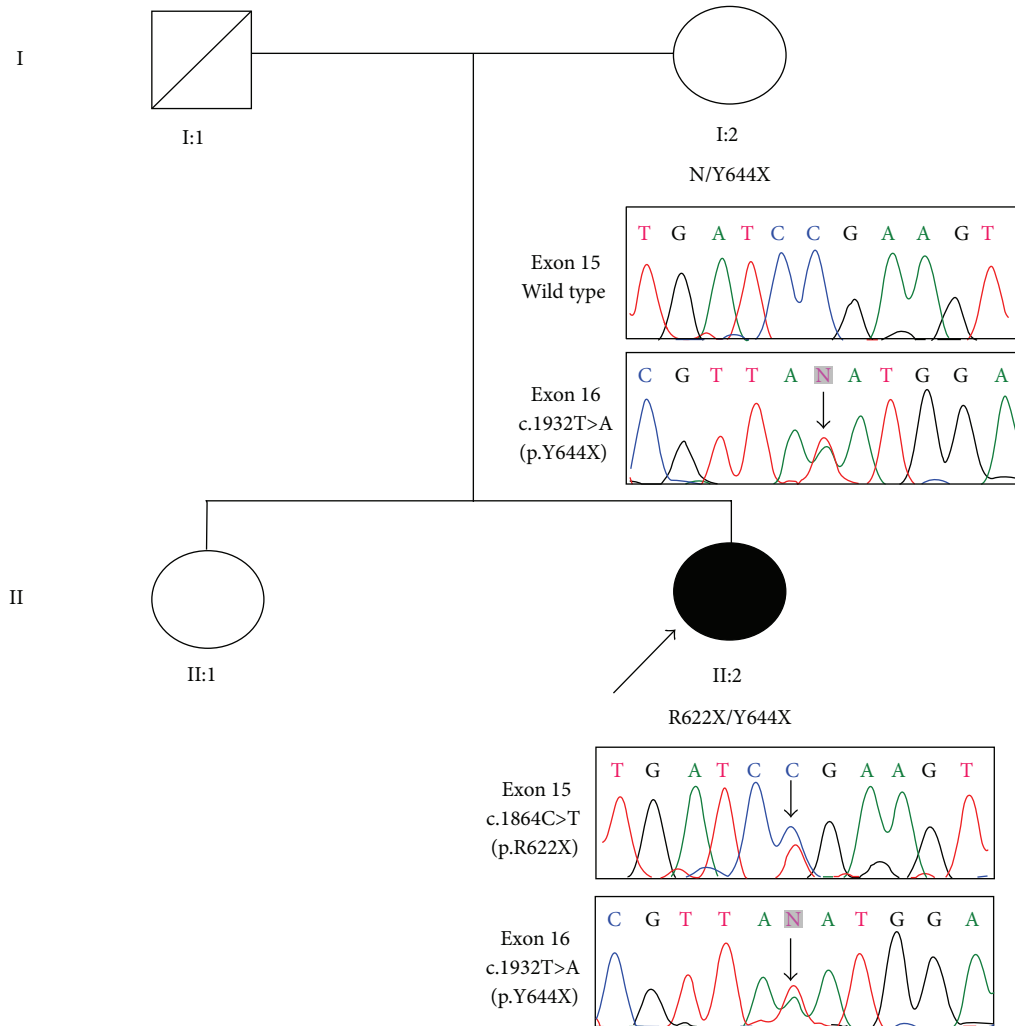 I
I:1
I:2
N/Y644X
Exon 15
Wild type
T G A T C C G A A G T
Exon 16
c.1932T>A
(p.Y644X)
C G T T A N A T G G A
II
II:1
II:2
R622X/Y644X
Exon 15
c.1864C>T
(p.R622X)
T G A T C C G A A G T
Exon 16
c.1932T>A
(p.Y644X)
C G T T A N A T G G A